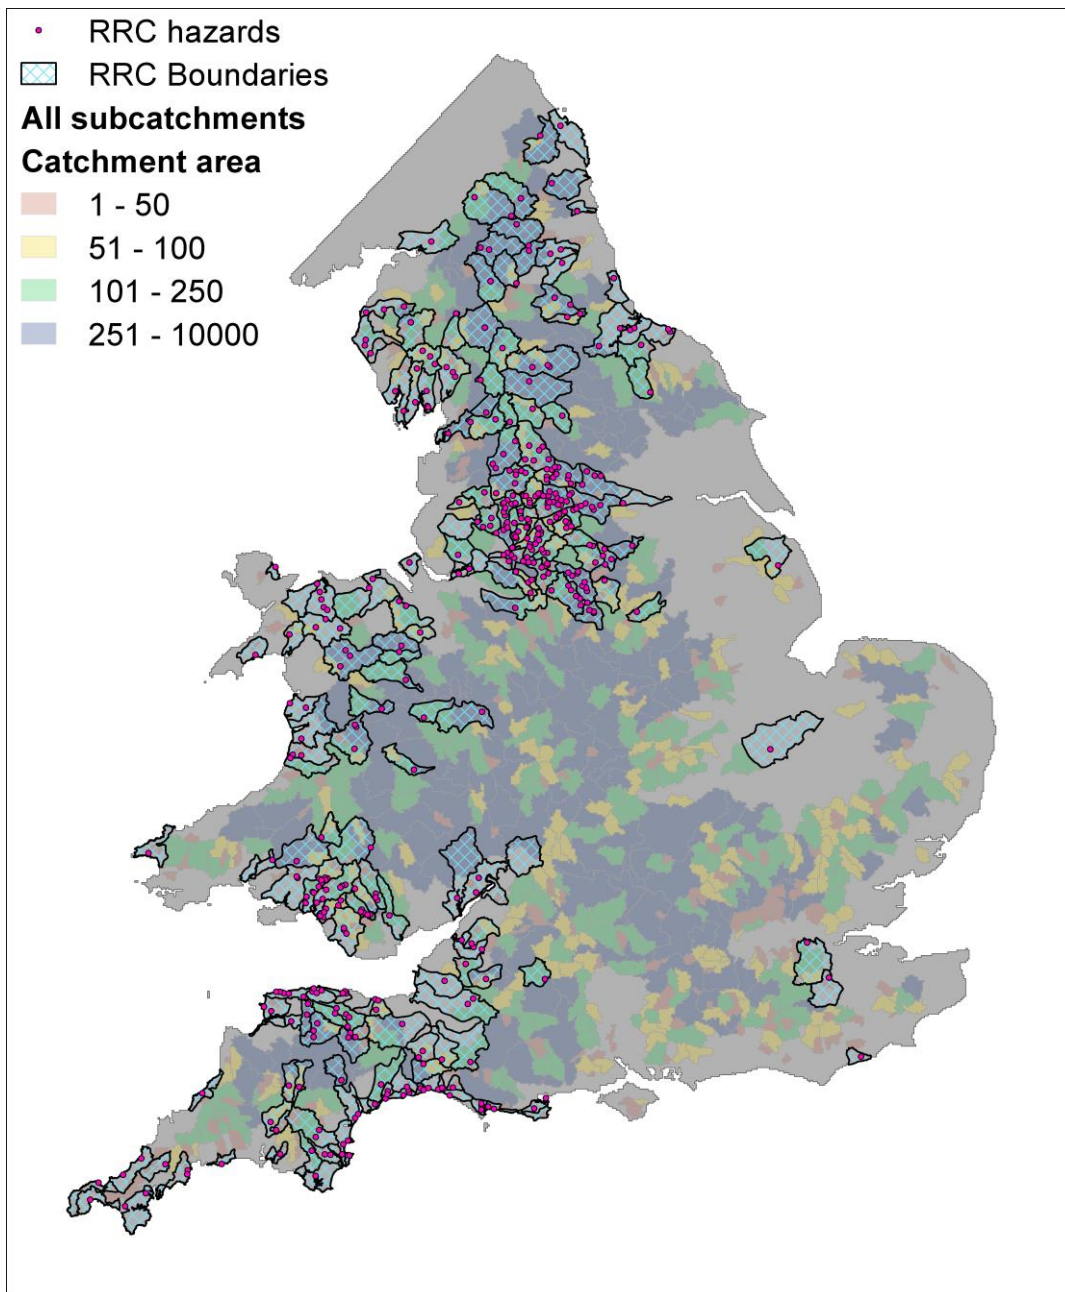 RRC hazards
RRC Boundaries
All subcatchments
Catchment area
1 - 50
51 - 100
101 - 250
251 - 10000